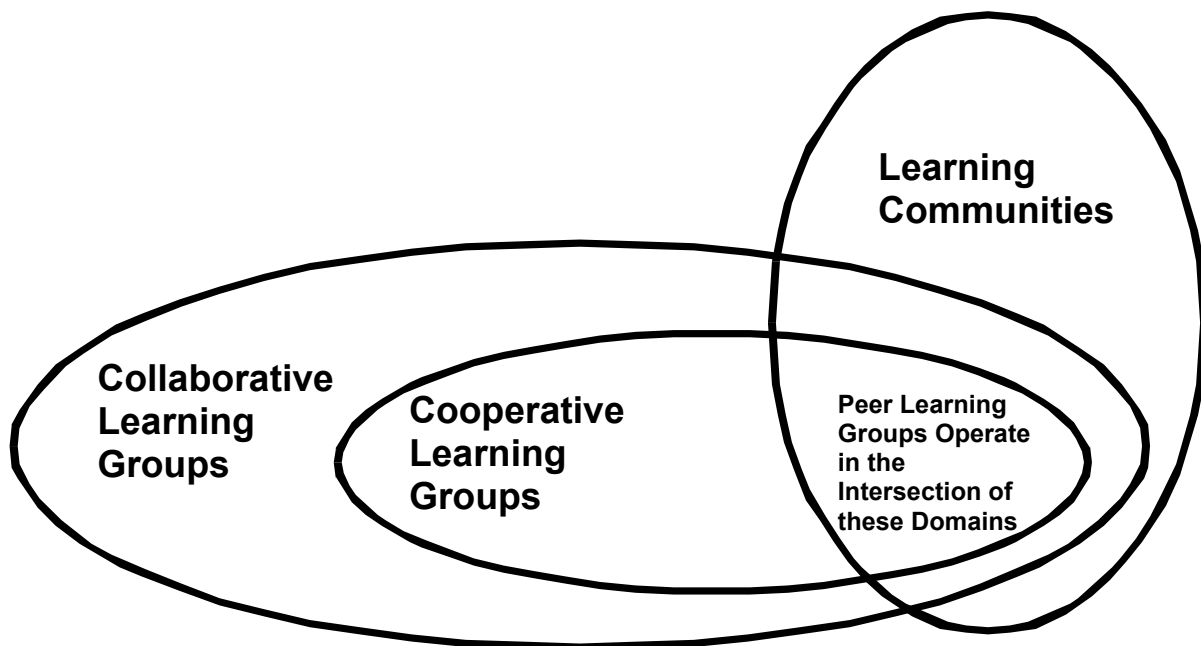 Learning
Communities
Collaborative
Learning
Groups
Cooperative
Learning
Groups
Peer Learning
Groups Operate
in the
Intersection of
these Domains